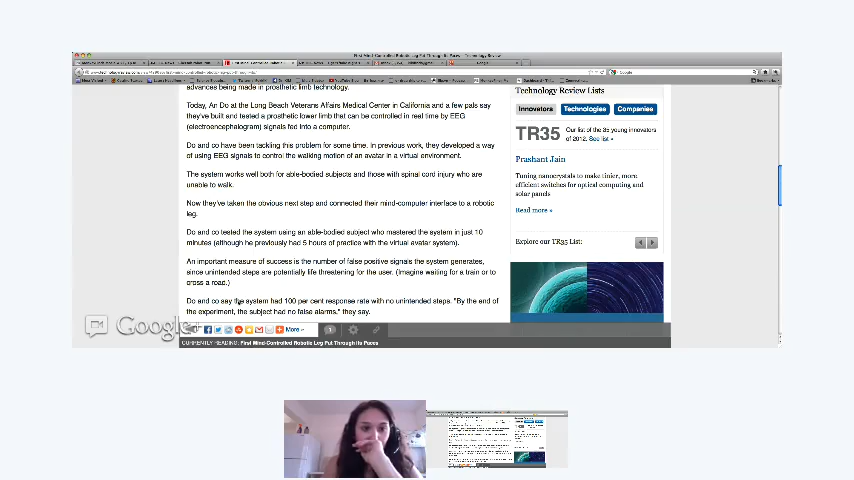 First Mind-Controlled Robotic Leg Put Through Its Paces - Technology Review
advances being made in prosthetic limb technology.
Today, An Do at the Long Beach Veterans Affairs Medical Center in California and a few pals say
they've built and tested a prosthetic lower limb that can be controlled in real time by EEG
(electroencephalogram) signals fed into a computer.
Do and co have been tackling this problem for some time. In previous work, they developed a way
of using EEG signals to control the walking motion of an avatar in a virtual environment.
The system works well both for able-bodied subjects and those with spinal cord injury who are
unable to walk.
Now they've taken the obvious next step and connected their mind-computer interface to a robotic
leg.
Do and co tested the system using an able-bodied subject who mastered the system in just 10
minutes (although he previously had 5 hours of practice with the virtual avatar system).
An important measure of success is the number of false positive signals the system generates,
since unintended steps are potentially life threatening for the user. (Imagine waiting for a train or to
cross a road.)
Do and co say the system had 100 per cent response rate with no unintended steps. "By the end of
the experiment, the subject had no false alarms," they say.
Technology Review Lists
Innovators Technologies Companies
TR35
Our list of the 35 young innovators
of 2012. See list »
Prashant Jain
Tuning nanocrystals to make tinier, more
efficient switches for optical computing and
solar panels
Read more »
Explore our TR35 List:
Google+
More »
1
CURRENTLY READING: First Mind-Controlled Robotic Leg Put Through Its Paces